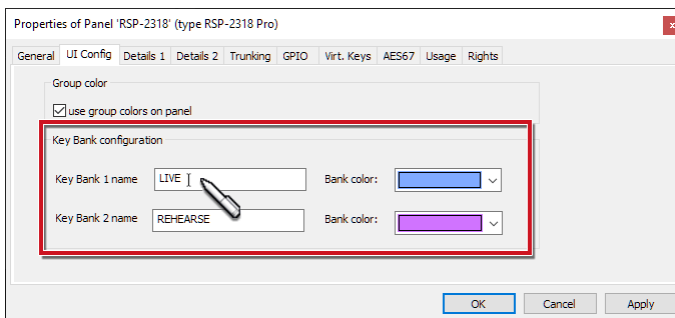 Properties of Panel 'RSP-2318' (type RSP-2318 Pro)
General UI Config Details 1 Details 2 Trunking GPIO Virt. Keys AES67 Usage Rights
Group color
use group colors on panel
Key Bank configuration
Key Bank 1 name LIVE Bank color:
Key Bank 2 name REHEARSE Bank color:
OK Cancel Apply